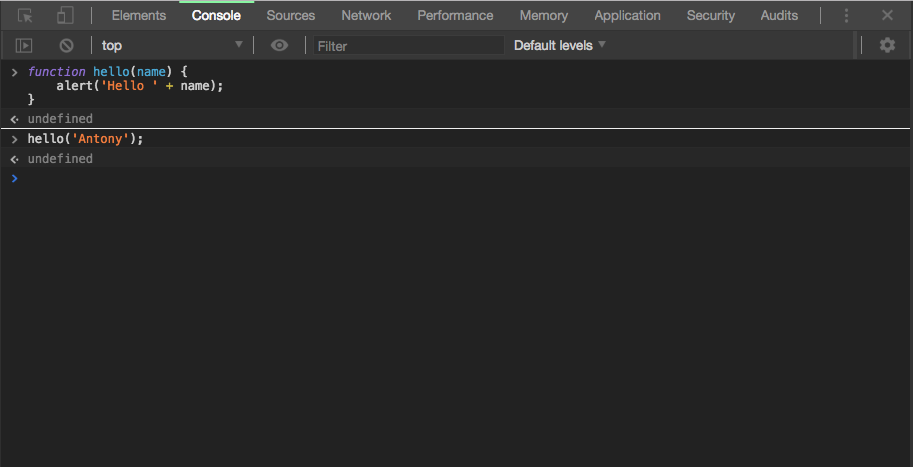 Elements Console Sources Network Performance Memory Application Security Audits
top Filter Default levels
function hello(name) {
    alert('Hello ' + name);
}
undefined
hello('Antony');
undefined